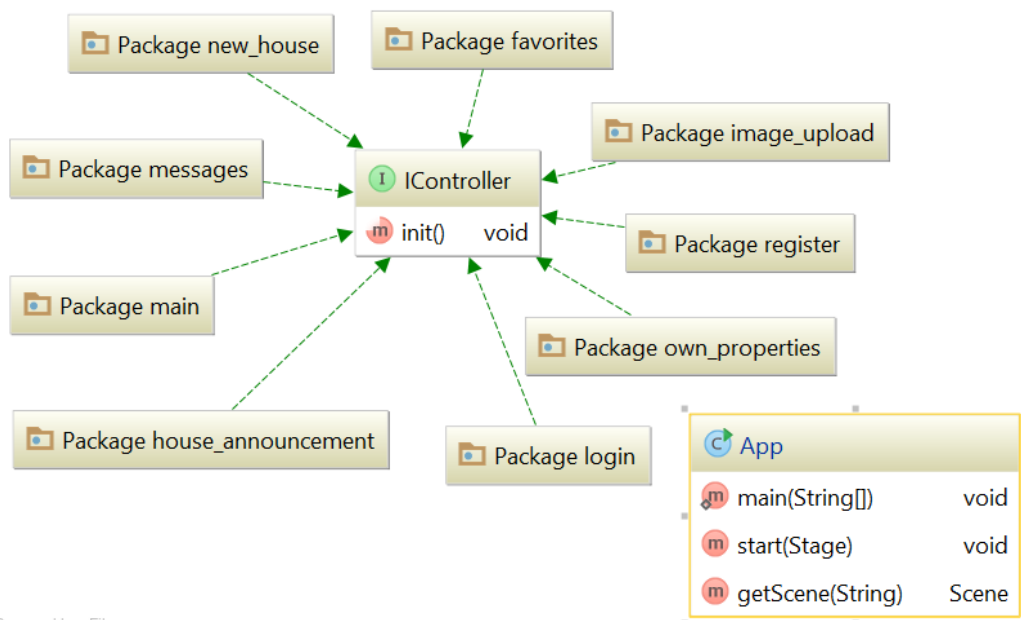 Package new_house
Package favorites
Package image_upload
Package messages
I IController
m init() void
Package register
Package main
Package own_properties
Package house_announcement
Package login
C App
m main(String[]) void
m start(Stage) void
m getScene(String) Scene